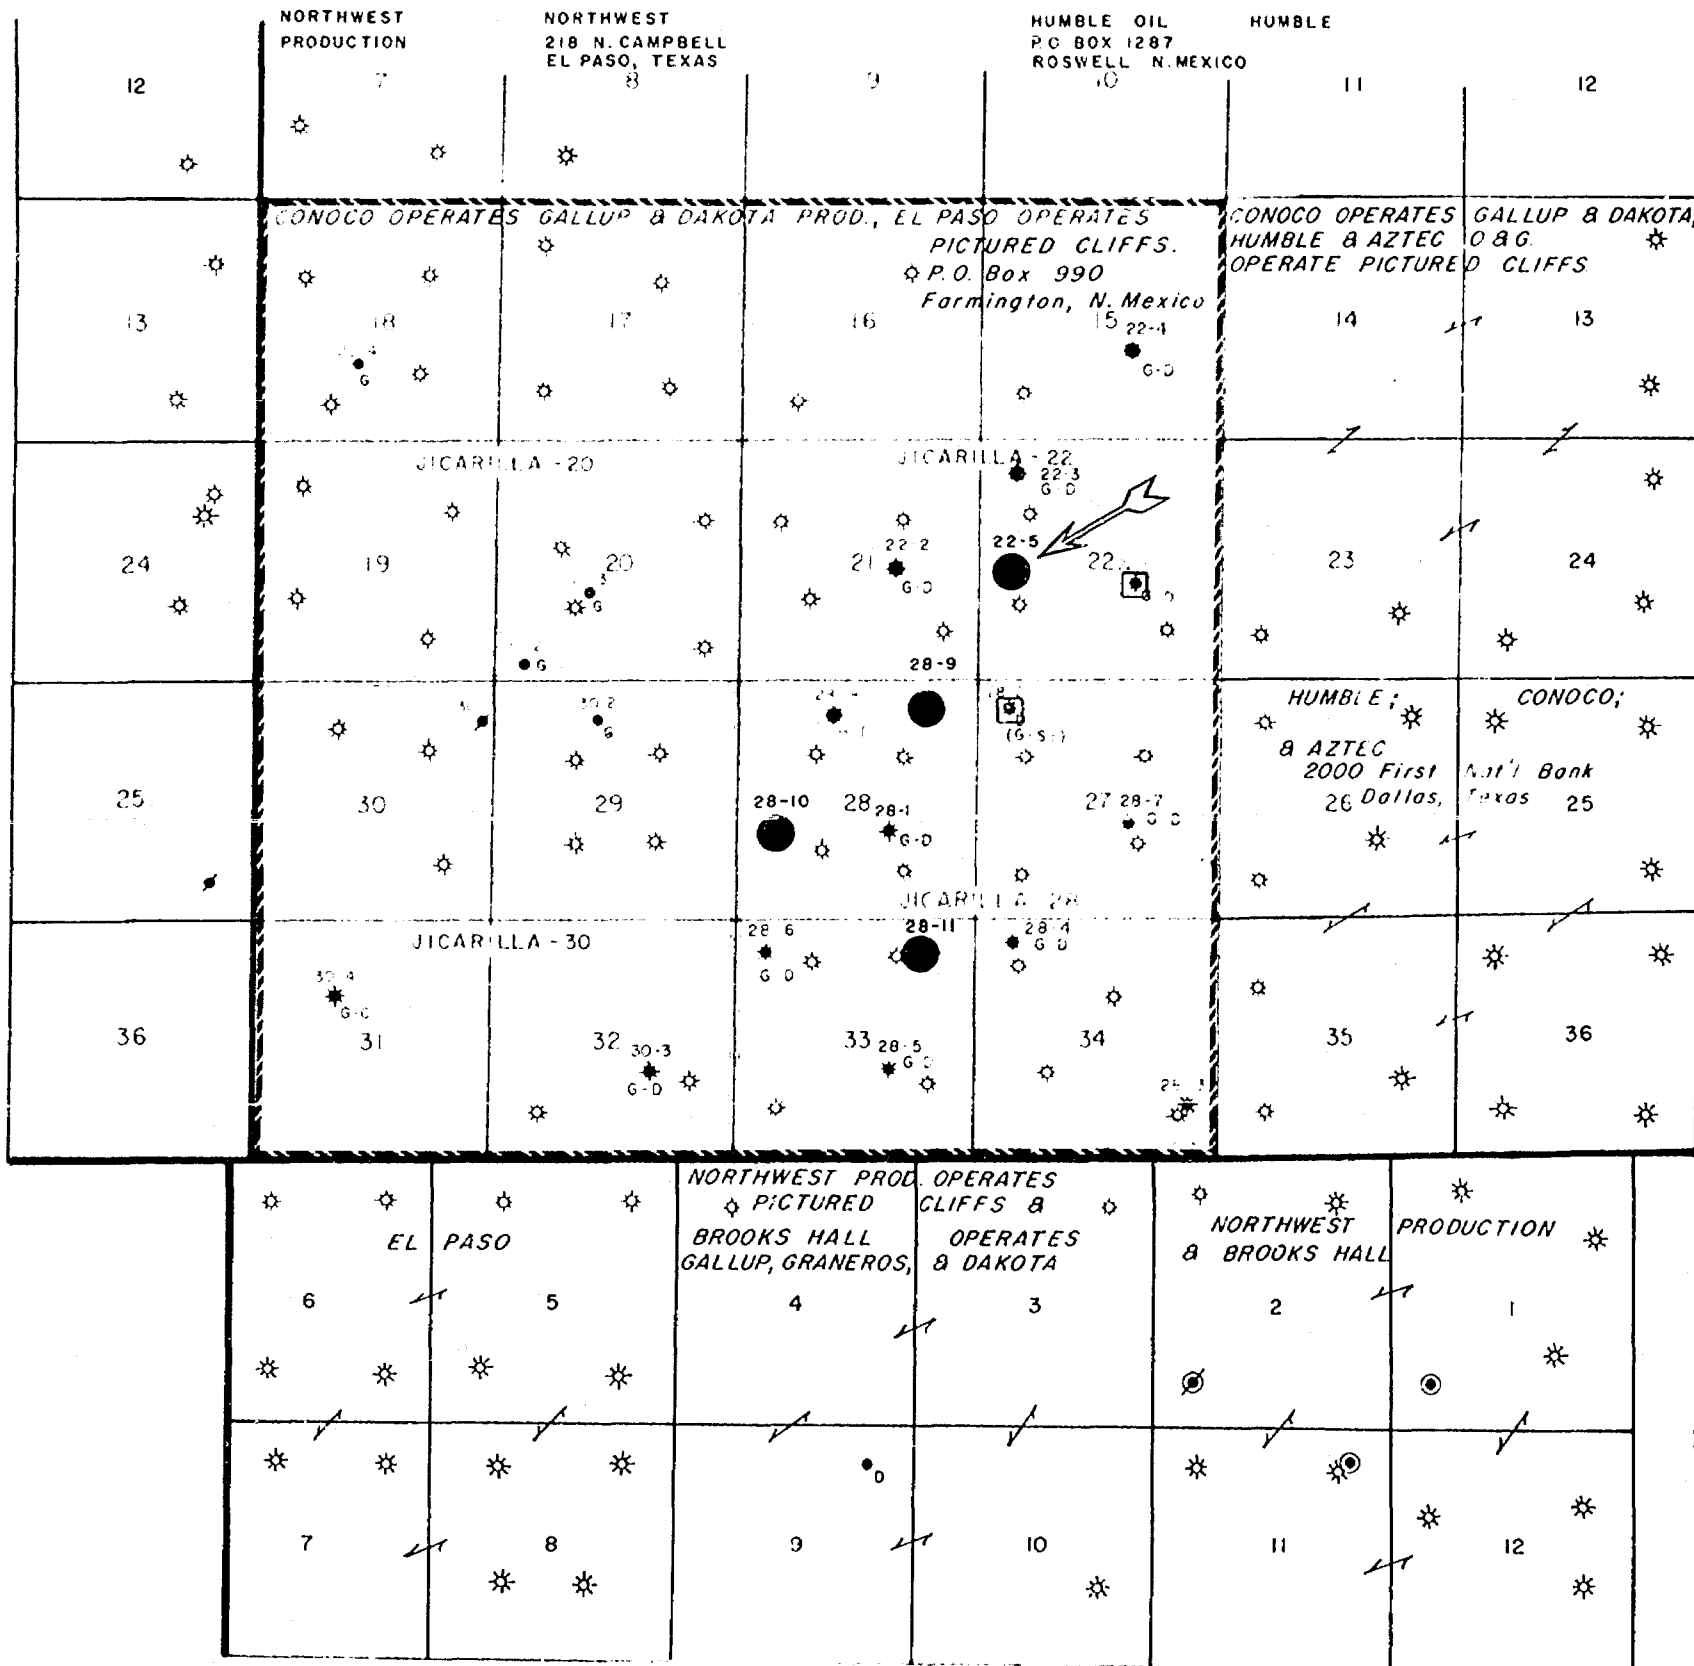 NORTHWEST
PRODUCTION
NORTHWEST
218 N. CAMPBELL
EL PASO, TEXAS
HUMBLE OIL
P.O BOX 1287
ROSWELL N. MEXICO
HUMBLE
12 7 8 9 10 11 12
CONOCO OPERATES GALLUP & DAKOTA PROD., EL PASO OPERATES
PICTURED CLIFFS.
P.O. Box 990
Farmington, N. Mexico
CONOCO OPERATES GALLUP & DAKOTA,
HUMBLE & AZTEC O & G.
OPERATE PICTURED CLIFFS
13 18 17 16 15 14 13
22-4
G-D
G
JICARILLA - 20
JICARILLA - 22
22-3
G-D
22-2
22-5
24 19 20 21 22 23 24
G-D
G
G
28-9
30-2
G
(G-S)
HUMBLE;
CONOCO;
& AZTEC
2000 First Nat'l Bank
Dallas, Texas
25 30 29 28 27 26 25
28-10
28-1
G-D
28-7
G D
JICARILLA - 28
JICARILLA - 30
28-6
G D
28-11
28-4
G D
30-4
36 31 32 33 34 35 36
30-3
G-D
28-5
NORTHWEST PROD. OPERATES
PICTURED CLIFFS &
BROOKS HALL OPERATES
GALLUP, GRANEROS, & DAKOTA
EL PASO
NORTHWEST PRODUCTION
& BROOKS HALL
6 5 4 3 2 1
D
7 8 9 10 11 12